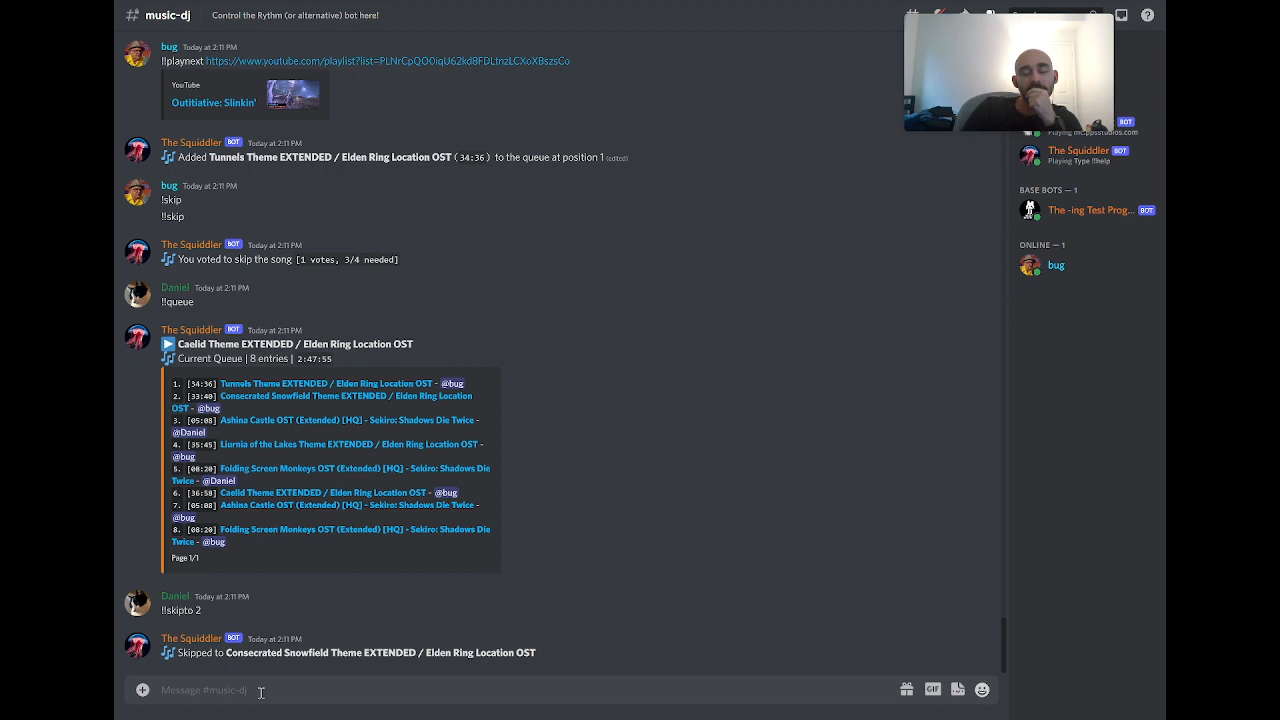 music-dj Control the Rythm (or alternative) bot here!
bug Today at 2:11 PM
!!playnext https://www.youtube.com/playlist?list=PLNrCpQO0iqU62kd8FDLtnzLCXoXBszsCo
YouTube
Outitiative: Slinkin'
The Squiddler BOT Today at 2:11 PM
Added Tunnels Theme EXTENDED / Elden Ring Location OST (34:36) to the queue at position 1 (edited)
bug Today at 2:11 PM
!skip
!!skip
The Squiddler BOT Today at 2:11 PM
You voted to skip the song [1 votes, 3/4 needed]
Daniel Today at 2:11 PM
!!queue
The Squiddler BOT Today at 2:11 PM
Caelid Theme EXTENDED / Elden Ring Location OST
Current Queue | 8 entries | 2:47:55
1. [34:36] Tunnels Theme EXTENDED / Elden Ring Location OST - @bug
2. [33:40] Consecrated Snowfield Theme EXTENDED / Elden Ring Location
OST - @bug
3. [05:08] Ashina Castle OST (Extended) [HQ] - Sekiro: Shadows Die Twice -
@Daniel
4. [35:45] Liurnia of the Lakes Theme EXTENDED / Elden Ring Location OST -
@bug
5. [08:20] Folding Screen Monkeys OST (Extended) [HQ] - Sekiro: Shadows Die
Twice - @Daniel
6. [36:58] Caelid Theme EXTENDED / Elden Ring Location OST - @bug
7. [05:08] Ashina Castle OST (Extended) [HQ] - Sekiro: Shadows Die Twice -
@bug
8. [08:20] Folding Screen Monkeys OST (Extended) [HQ] - Sekiro: Shadows Die
Twice - @bug
Page 1/1
Daniel Today at 2:11 PM
!!skipto 2
The Squiddler BOT Today at 2:11 PM
Skipped to Consecrated Snowfield Theme EXTENDED / Elden Ring Location OST
Message #music-dj
GIF
BOT
Playing mc.ppsstudios.com
The Squiddler BOT
Playing Type !!help
BASE BOTS — 1
The -ing Test Prog... BOT
ONLINE — 1
bug